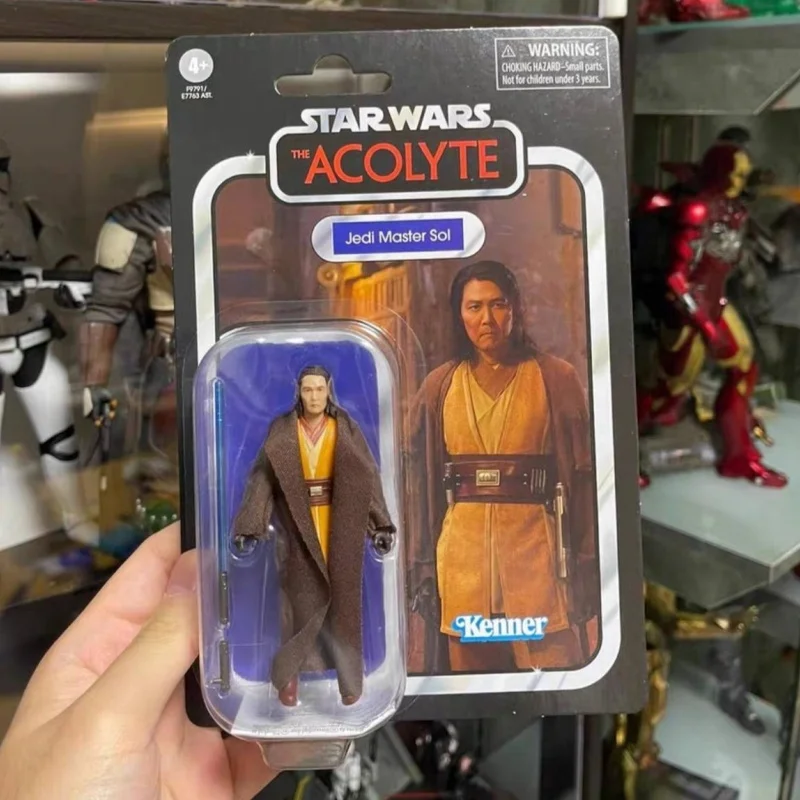 4+
F9791/
E7763 AST.
WARNING:
CHOKING HAZARD–Small parts.
Not for children under 3 years.
STAR WARS
THE ACOLYTE
Jedi Master Sol
Kenner